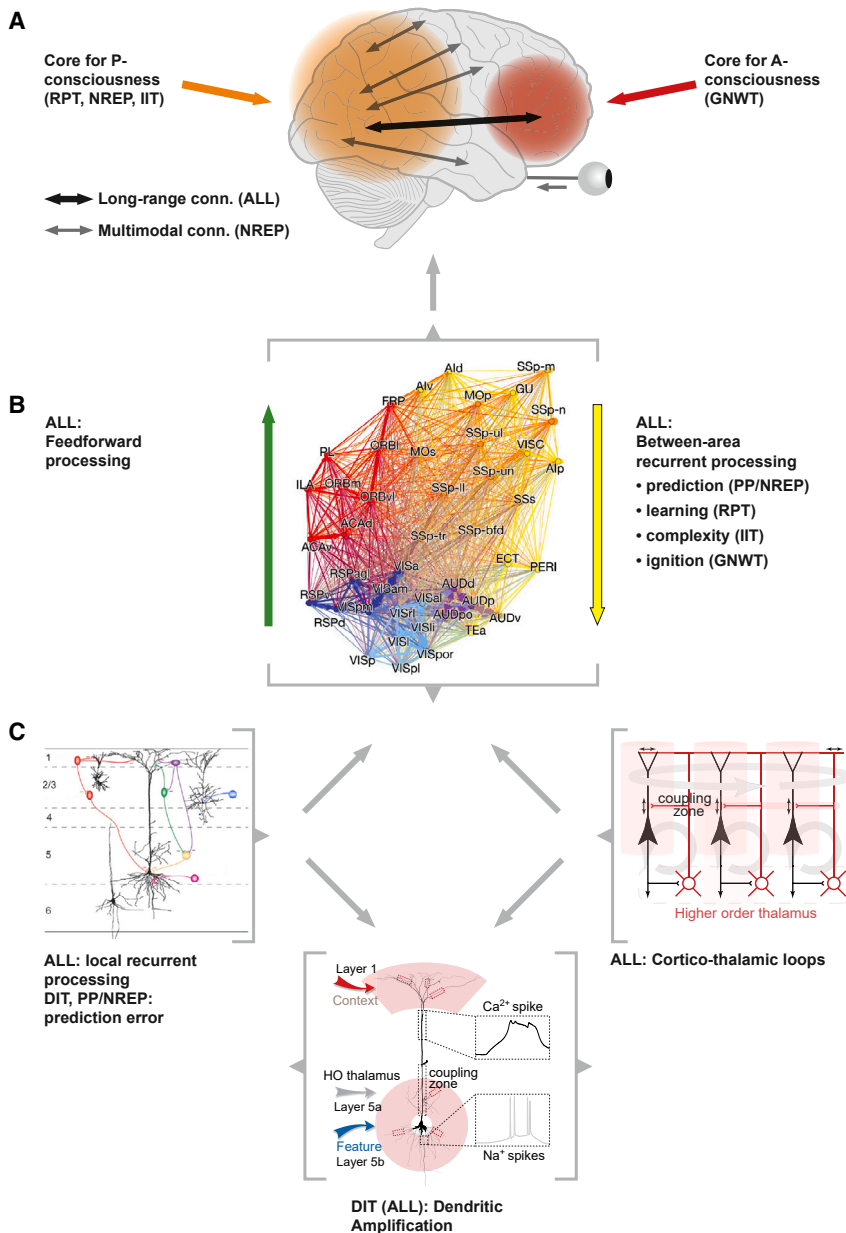 A
Core for P-
consciousness
(RPT, NREP, IIT)
Core for A-
consciousness
(GNWT)
Long-range conn. (ALL)
Multimodal conn. (NREP)
B
ALL:
Feedforward
processing
AId
SSp-m
AIv
GU
FRP
MOp
SSp-n
ORBl
SSp-ul
PL
MOs
VISC
AIp
ILA
ORBm
SSp-un
ORBvl
SSp-ll
SSs
ACAd
SSp-tr
SSp-bfd
ACAv
VISa
ECT
PERI
RSPagl
VISam
AUDd
RSPv
VISal
AUDp
VISpm
VISrl
AUDpo
AUDv
RSPd
VISli
TEa
VISl
VISp
VISpor
VISpl
ALL:
Between-area
recurrent processing
• prediction (PP/NREP)
• learning (RPT)
• complexity (IIT)
• ignition (GNWT)
C
1
2/3
4
5
6
ALL: local recurrent
processing
DIT, PP/NREP:
prediction error
coupling
zone
Higher order thalamus
ALL: Cortico-thalamic loops
Layer 1
Context
Ca2+ spike
HO thalamus
coupling
zone
Layer 5a
Feature
Layer 5b
Na+ spikes
DIT (ALL): Dendritic
Amplification